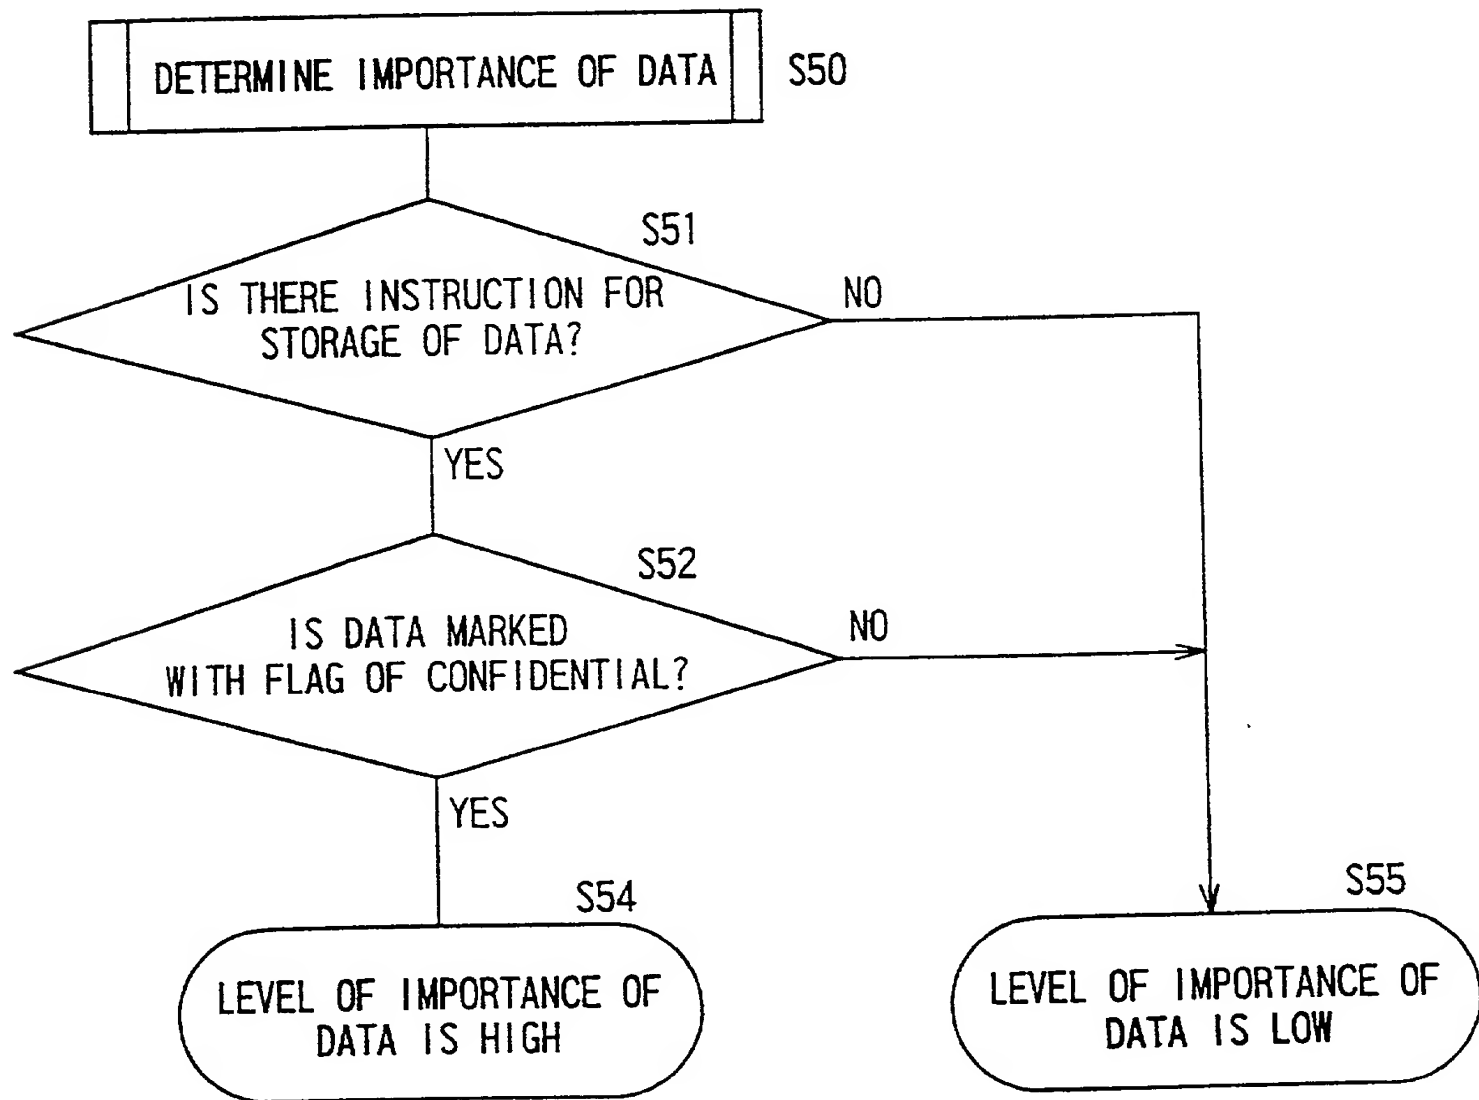 DETERMINE IMPORTANCE OF DATA
S50
S51
IS THERE INSTRUCTION FOR
STORAGE OF DATA?
NO
YES
S52
IS DATA MARKED
WITH FLAG OF CONFIDENTIAL?
NO
YES
S54
LEVEL OF IMPORTANCE OF
DATA IS HIGH
S55
LEVEL OF IMPORTANCE OF
DATA IS LOW